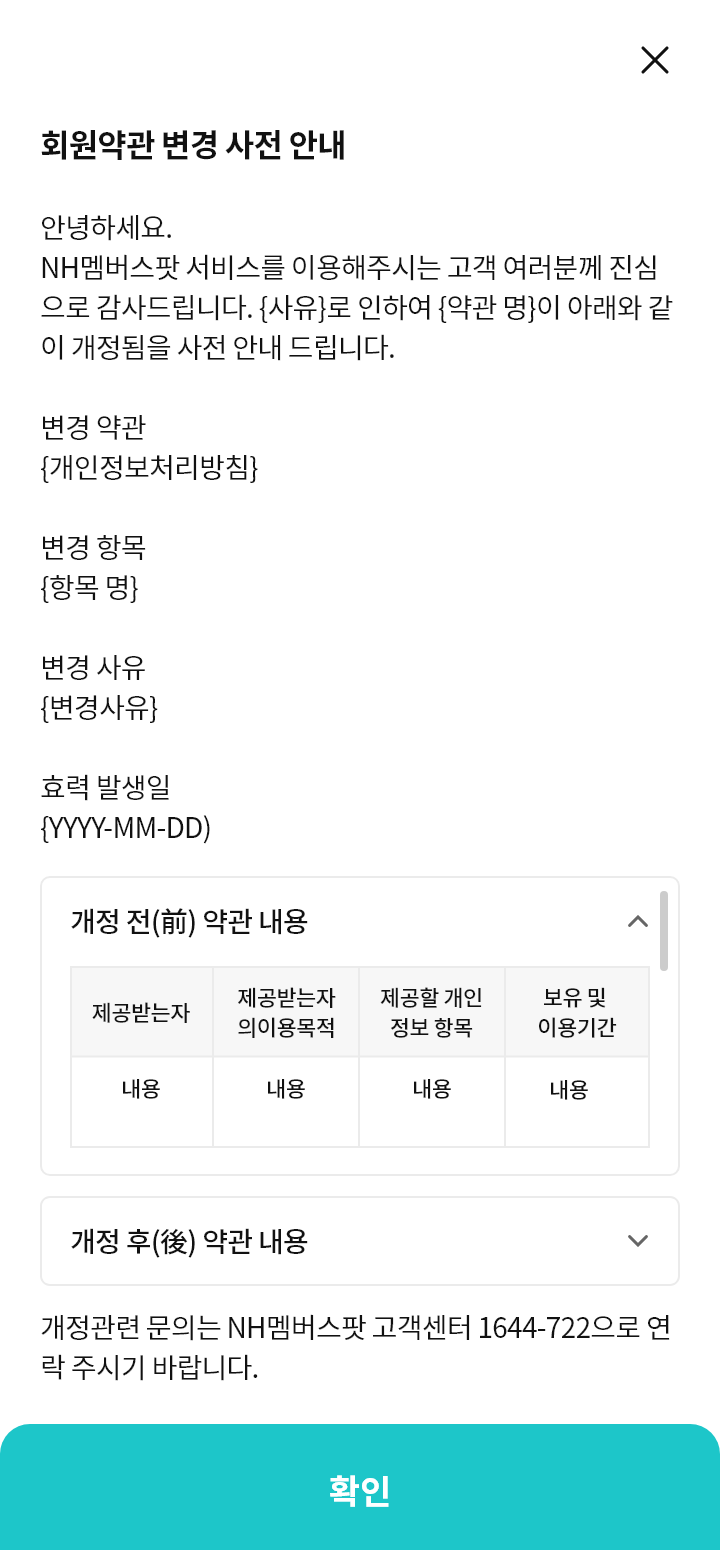 회원약관 변경 사전 안내
안녕하세요.
NH멤버스팟 서비스를 이용해주시는 고객 여러분께 진심
으로 감사드립니다. {사유}로 인하여 {약관 명}이 아래와 같
이 개정됨을 사전 안내 드립니다.
변경 약관
{개인정보처리방침}
변경 항목
{항목 명}
변경 사유
{변경사유}
효력 발생일
{YYYY-MM-DD)
개정 전(前) 약관 내용
제공받는자
제공받는자
의이용목적
제공할 개인
정보 항목
보유 및
이용기간
내용
내용
내용
내용
개정 후(後) 약관 내용
개정관련 문의는 NH멤버스팟 고객센터 1644-722으로 연
락 주시기 바랍니다.
확인